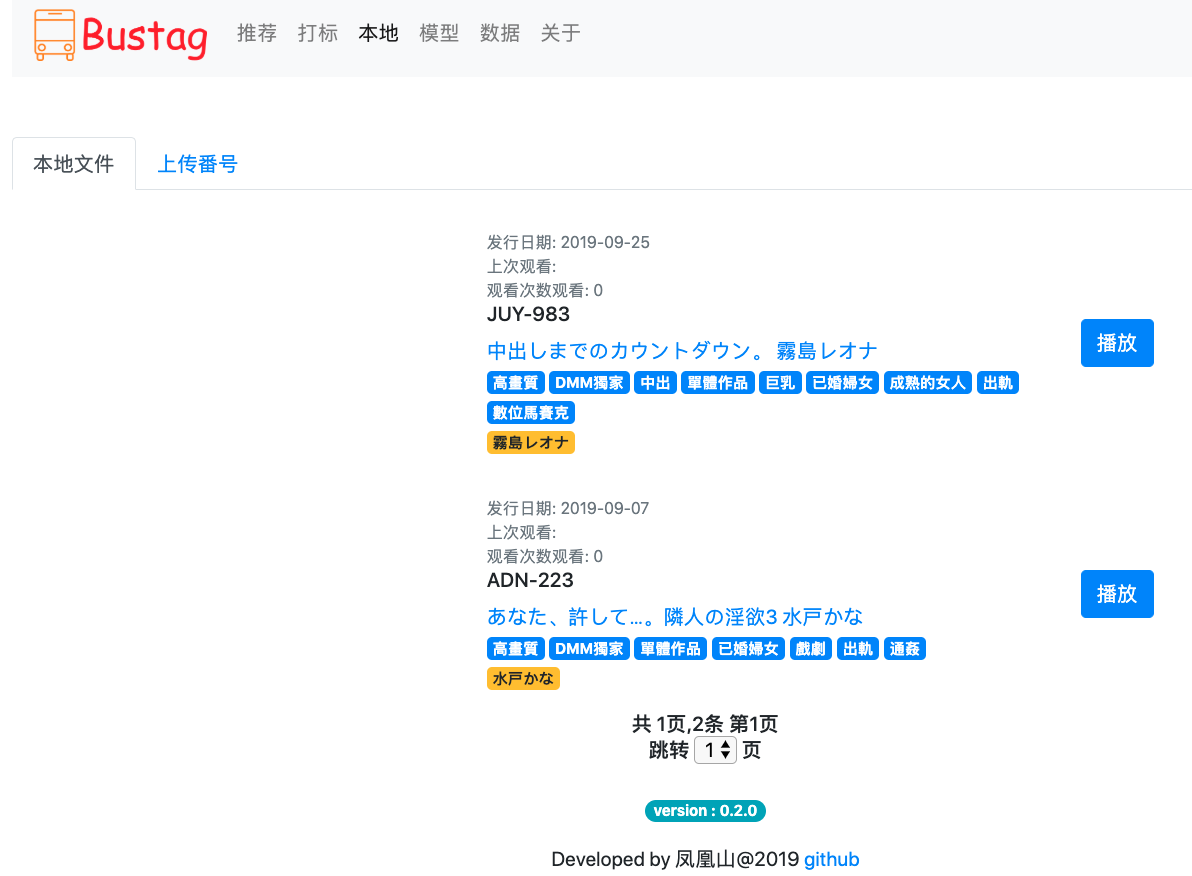 Bustag 推荐 打标 本地 模型 数据 关于
本地文件 上传番号
发行日期: 2019-09-25
上次观看:
观看次数观看: 0
JUY-983
播放
中出しまでのカウントダウン。 霧島レオナ
高畫質 DMM獨家 中出 單體作品 巨乳 已婚婦女 成熟的女人 出軌
數位馬賽克
霧島レオナ
发行日期: 2019-09-07
上次观看:
观看次数观看: 0
ADN-223
播放
あなた、許して…。隣人の淫欲3 水戸かな
高畫質 DMM獨家 單體作品 已婚婦女 戲劇 出軌 通姦
水戸かな
共 1页,2条 第1页
跳转 1 页
version : 0.2.0
Developed by 凤凰山@2019 github